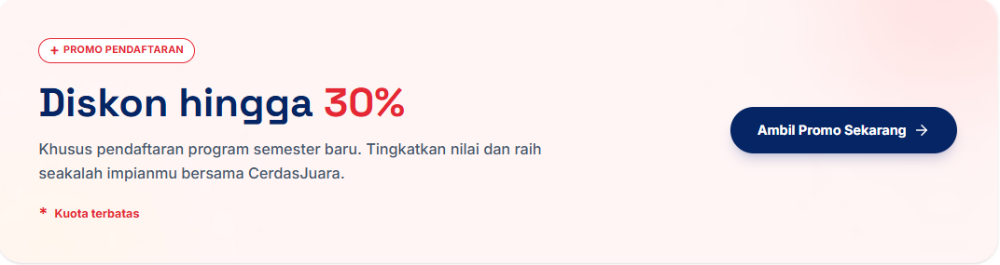 + PROMO PENDAFTARAN
Diskon hingga 30%
Khusus pendaftaran program semester baru. Tingkatkan nilai dan raih
seakalah impianmu bersama CerdasJuara.
* Kuota terbatas
Ambil Promo Sekarang →